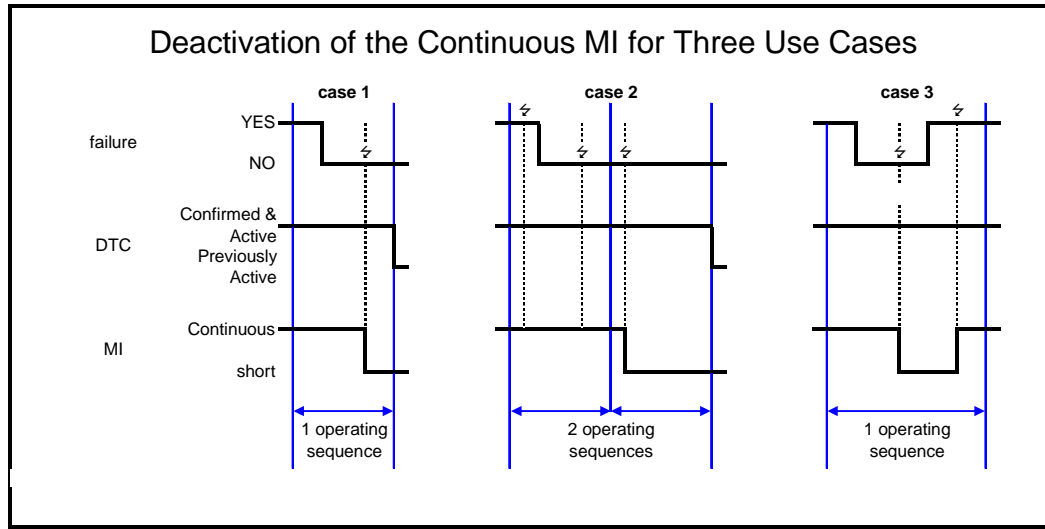 Deactivation of the Continuous MI for Three Use Cases
case 1
case 2
case 3
failure
YES
NO
DTC
Confirmed &
Active
Previously
Active
MI
Continuous
short
1 operating
sequence
2 operating
sequences
1 operating
sequence